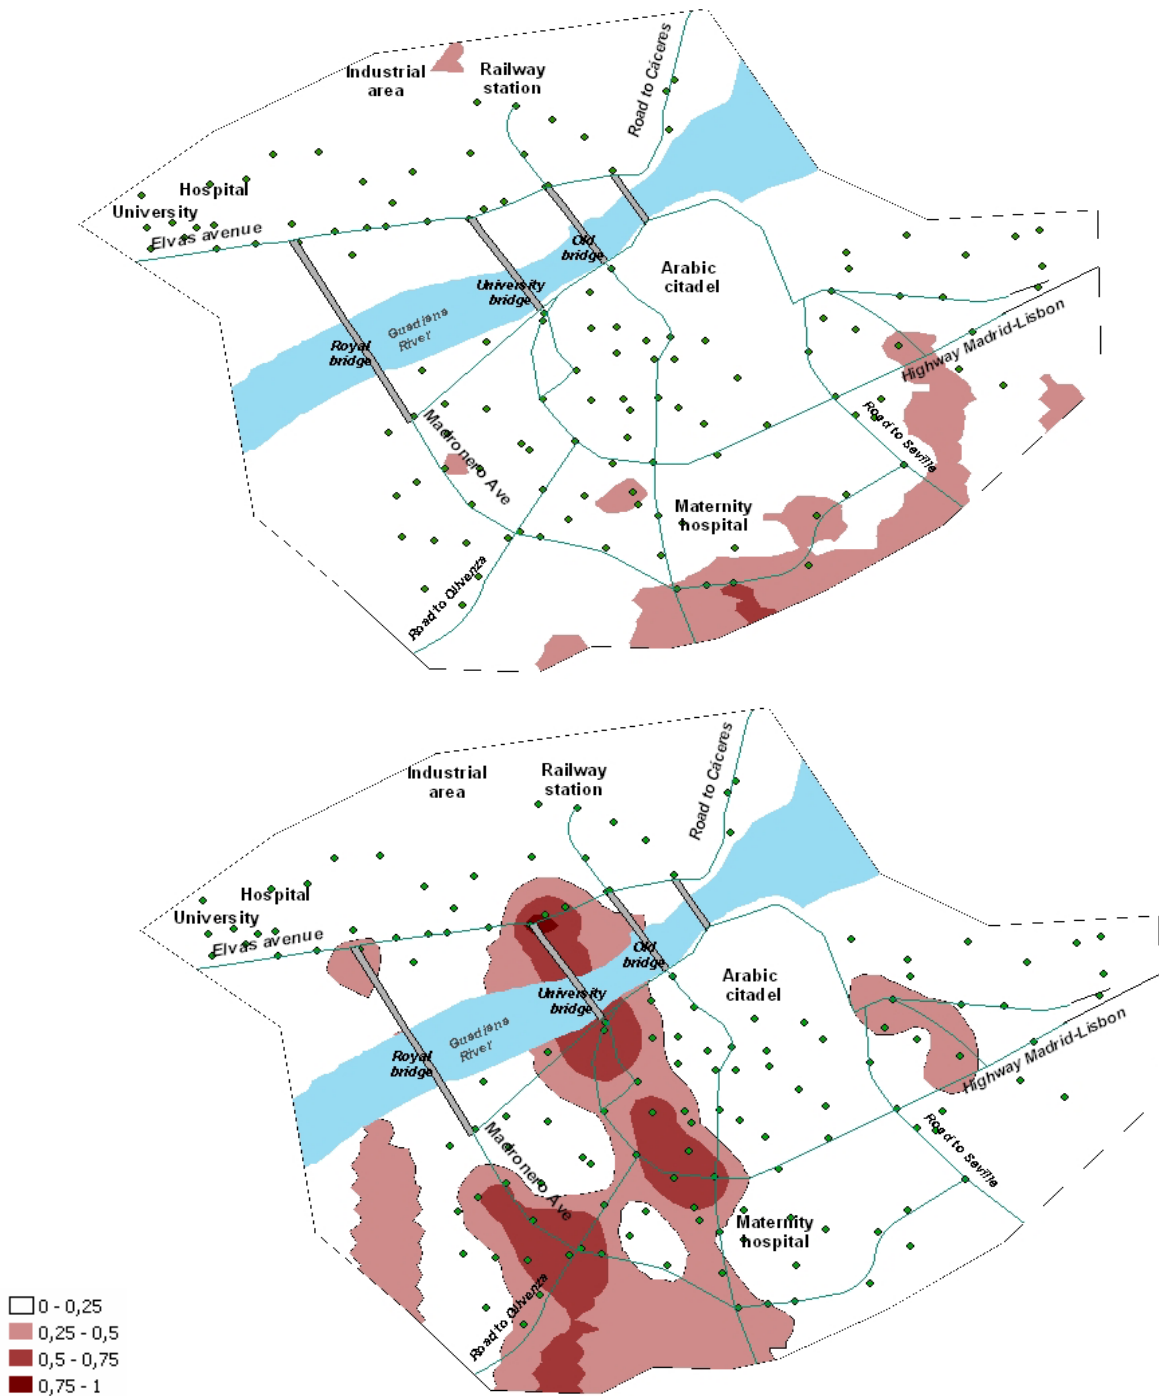 Industrial
area
Railway
station
Road to Cáceres
Hospital
University
Elvas avenue
Old
bridge
Arabic
citadel
University
bridge
Guadiana
River
Royal
bridge
Highway Madrid-Lisbon
Madronero Ave
Road to Seville
Maternity
hospital
Road to Olivenza
Industrial
area
Railway
station
Road to Cáceres
Hospital
University
Elvas avenue
Old
bridge
Arabic
citadel
University
bridge
Guadiana
River
Royal
bridge
Highway Madrid-Lisbon
Madronero Ave
Road to Seville
Maternity
hospital
Road to Olivenza
0 - 0,25
0,25 - 0,5
0,5 - 0,75
0,75 - 1